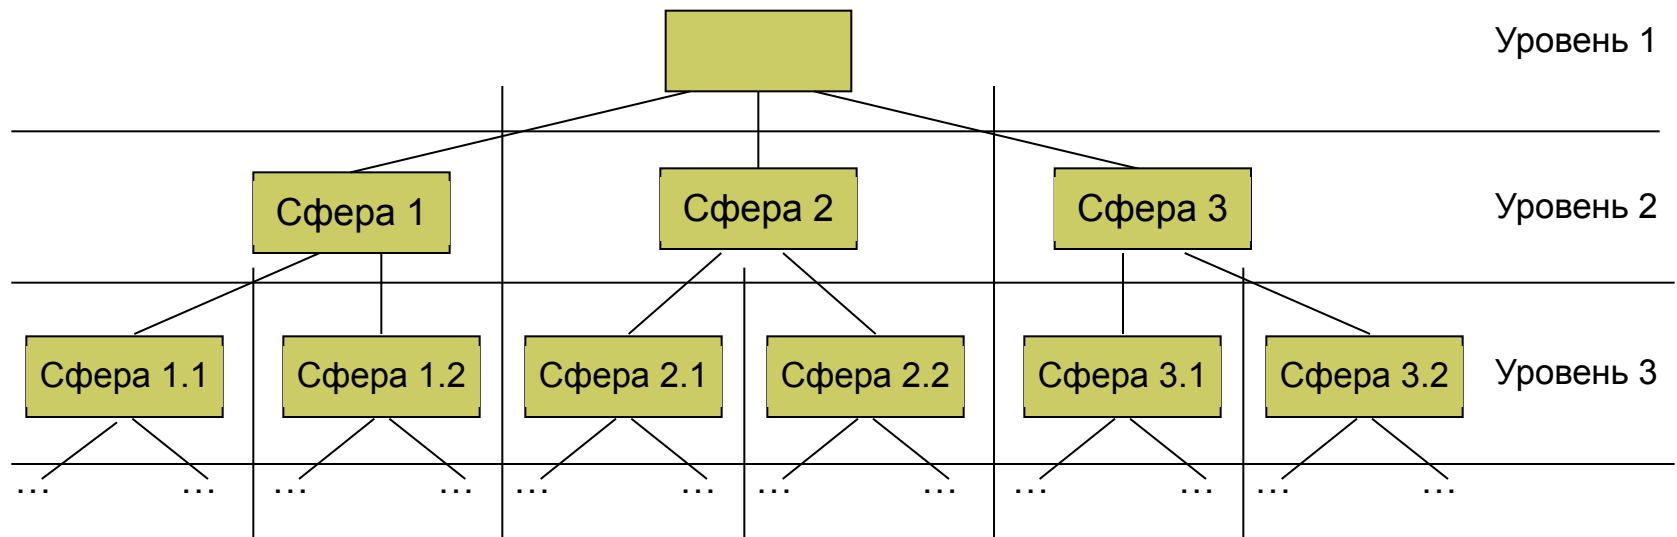 Уровень 1
Сфера 1
Сфера 2
Сфера 3
Уровень 2
Сфера 1.1
Сфера 1.2
Сфера 2.1
Сфера 2.2
Сфера 3.1
Сфера 3.2
Уровень 3
... ... ... ... ... ... ... ... ... ... ... ...